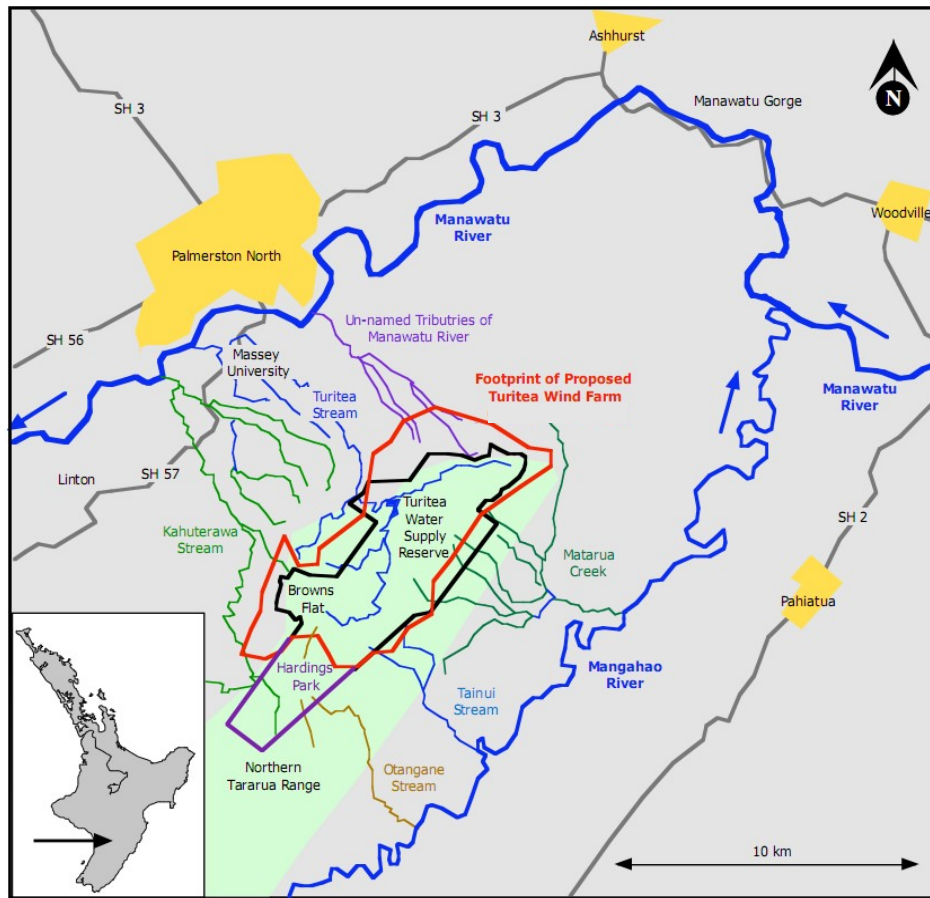 Ashhurst
N
SH 3
Manawatu Gorge
SH 3
Woodville
Manawatu
River
Palmerston North
Un-named Tributries of
Manawatu River
SH 56
Massey
University
Footprint of Proposed
Turitea Wind Farm
Manawatu
River
Turitea
Stream
Linton
SH 57
Turitea
Water
Supply
Reserve
SH 2
Kahuterawa
Stream
Matarua
Creek
Browns
Flat
Pahiatua
Hardings
Park
Mangahao
River
Tainui
Stream
Northern
Tararua Range
Otangane
Stream
10 km